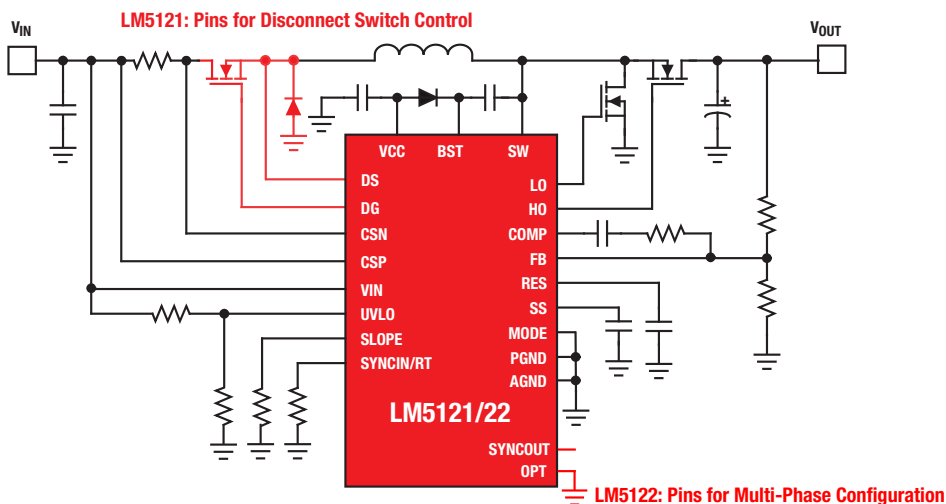 LM5121: Pins for Disconnect Switch Control
VIN
VOUT
VCC
BST
SW
DS
DG
CSN
CSP
VIN
UVLO
SLOPE
SYNCIN/RT
LO
HO
COMP
FB
RES
SS
MODE
PGND
AGND
LM5121/22
SYNCOUT
OPT
LM5122: Pins for Multi-Phase Configuration
+